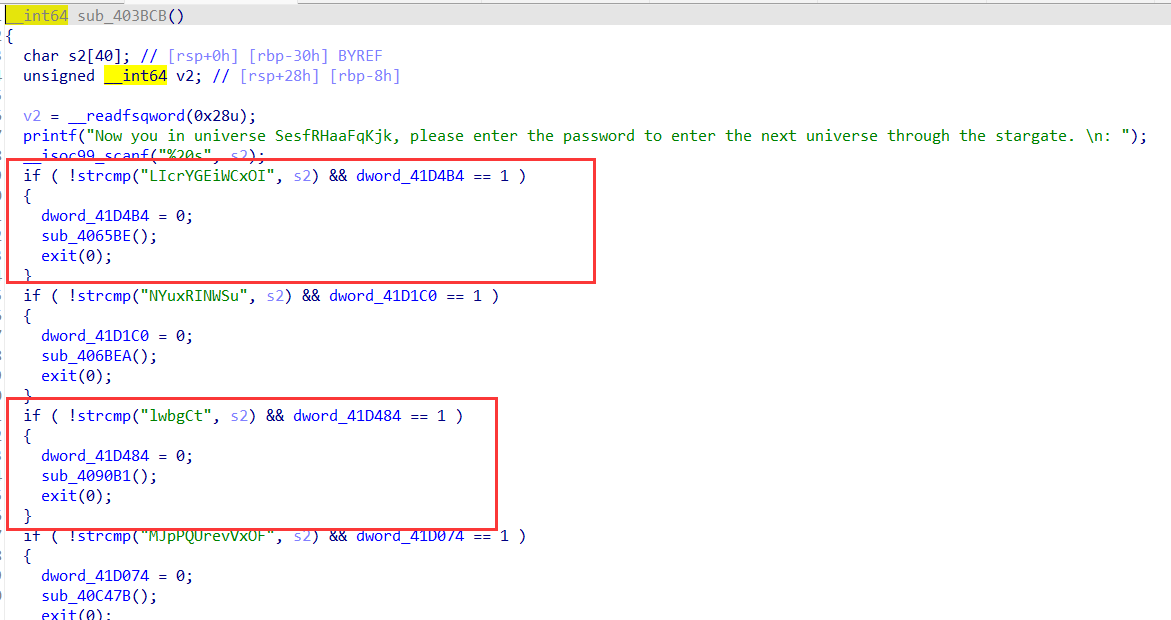 __int64 sub_403BCB()
{
char s2[40]; // [rsp+0h] [rbp-30h] BYREF
unsigned __int64 v2; // [rsp+28h] [rbp-8h]
v2 = __readfsqword(0x28u);
printf("Now you in universe SesfRHaaFqKjk, please enter the password to enter the next universe through the stargate. \n: ");
__isoc99_scanf("%20s", s2);
if ( !strcmp("LIcrYGEiWCxOI", s2) && dword_41D4B4 == 1 )
{
dword_41D4B4 = 0;
sub_4065BE();
exit(0);
}
if ( !strcmp("NYuxRINWSu", s2) && dword_41D1C0 == 1 )
{
dword_41D1C0 = 0;
sub_406BEA();
exit(0);
}
if ( !strcmp("lwbgCt", s2) && dword_41D484 == 1 )
{
dword_41D484 = 0;
sub_4090B1();
exit(0);
}
if ( !strcmp("MJpPQUrevVxOF", s2) && dword_41D074 == 1 )
{
dword_41D074 = 0;
sub_40C47B();
exit(0);